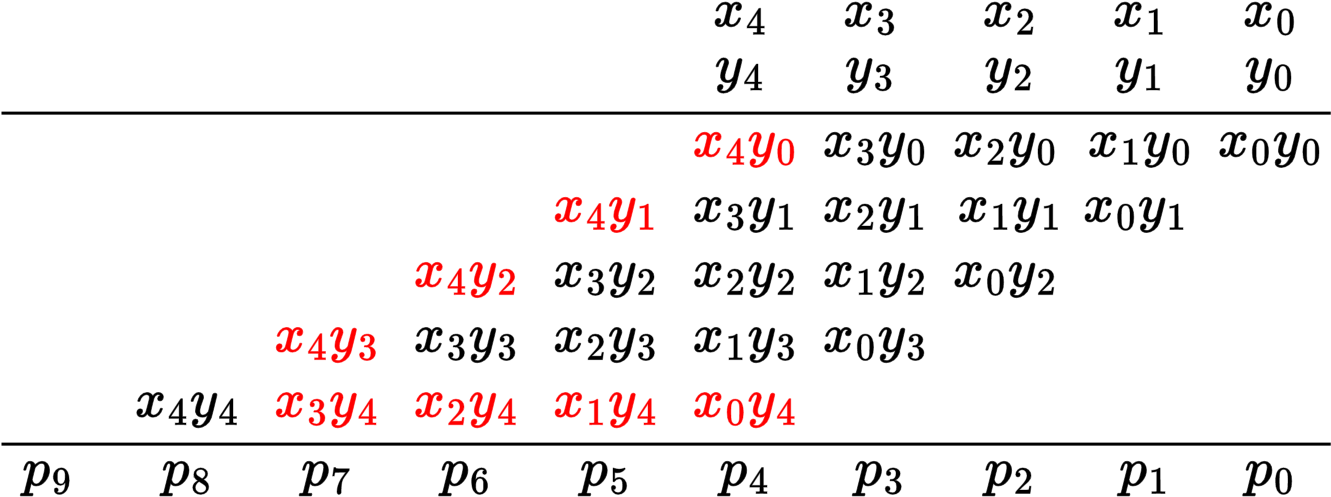 x₄ x₃ x₂ x₁ x₀
y₄ y₃ y₂ y₁ y₀
x₄y₀ x₃y₀ x₂y₀ x₁y₀ x₀y₀
x₄y₁ x₃y₁ x₂y₁ x₁y₁ x₀y₁
x₄y₂ x₃y₂ x₂y₂ x₁y₂ x₀y₂
x₄y₃ x₃y₃ x₂y₃ x₁y₃ x₀y₃
x₄y₄ x₃y₄ x₂y₄ x₁y₄ x₀y₄
p₉ p₈ p₇ p₆ p₅ p₄ p₃ p₂ p₁ p₀